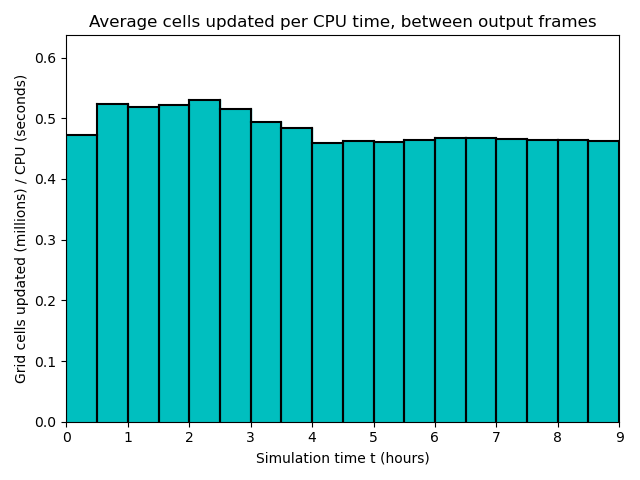 Average cells updated per CPU time, between output frames
Grid cells updated (millions) / CPU (seconds)
0.6
0.5
0.4
0.3
0.2
0.1
0.0
0 1 2 3 4 5 6 7 8 9
Simulation time t (hours)